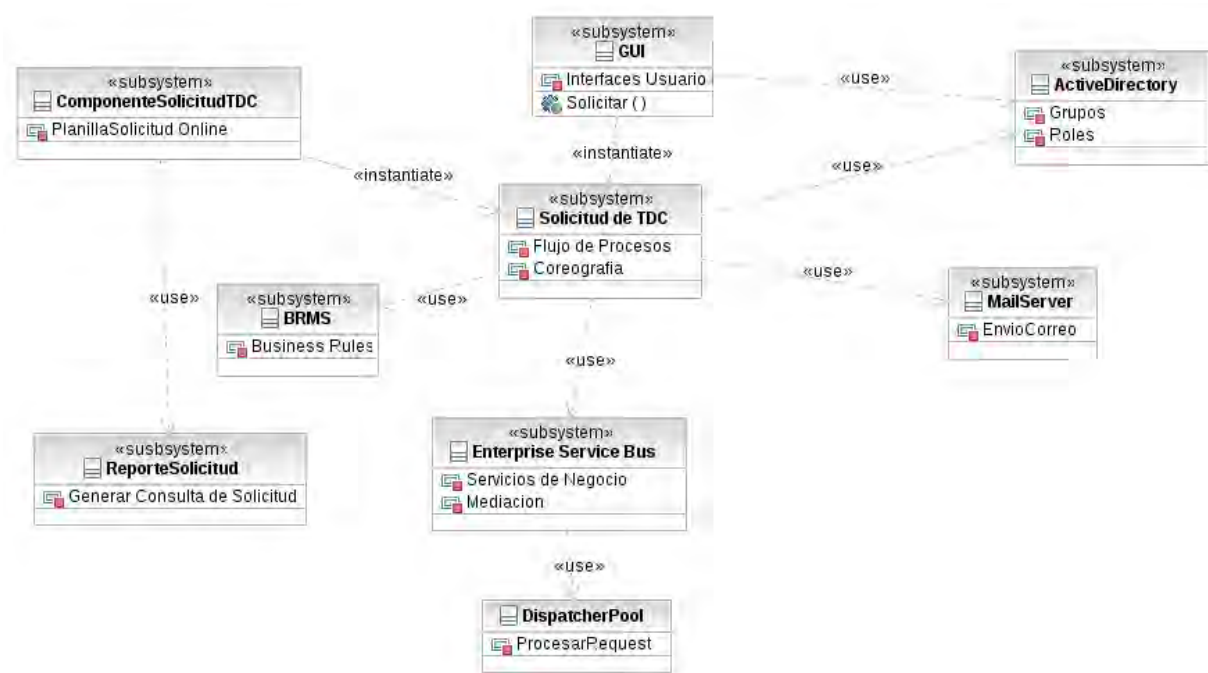 «subsystem»
GUI
Interfaces Usuario
Solicitar ( )
«subsystem»
ComponenteSolicitudTDC
PlanillaSolicitud Online
«use»
«subsystem»
ActiveDirectory
Grupos
Roles
«instantiate»
«instantiate»
«use»
«subsystem»
Solicitud de TDC
Flujo de Procesos
Coreografia
«use»
«subsystem»
MailServer
EnvioCorreo
«use»
«subsystem»
BRMS
Business Rules
«use»
«use»
«susbsystem»
ReporteSolicitud
Generar Consulta de Solicitud
«subsystem»
Enterprise Service Bus
Servicios de Negocio
Mediacion
«use»
DispatcherPool
ProcesarRequest